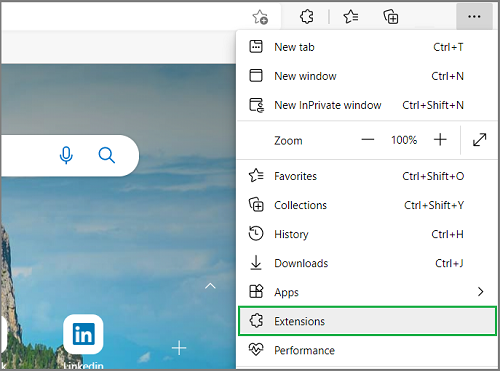 New tab Ctrl+T
New window Ctrl+N
New InPrivate window Ctrl+Shift+N
Zoom 100%
Favorites Ctrl+Shift+O
Collections Ctrl+Shift+Y
History Ctrl+H
Downloads Ctrl+J
Apps
Extensions
Performance
in
Linkedin